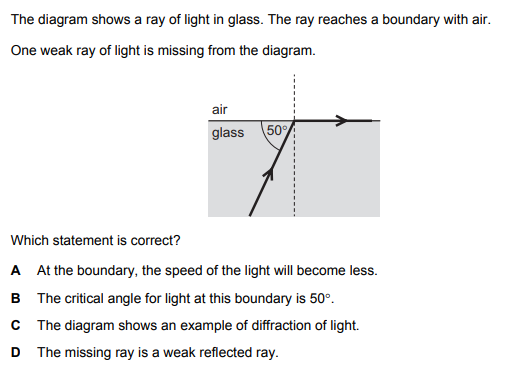 The diagram shows a ray of light in glass. The ray reaches a boundary with air.
One weak ray of light is missing from the diagram.
air
glass 50°
Which statement is correct?
A At the boundary, the speed of the light will become less.
B The critical angle for light at this boundary is 50°.
C The diagram shows an example of diffraction of light.
D The missing ray is a weak reflected ray.